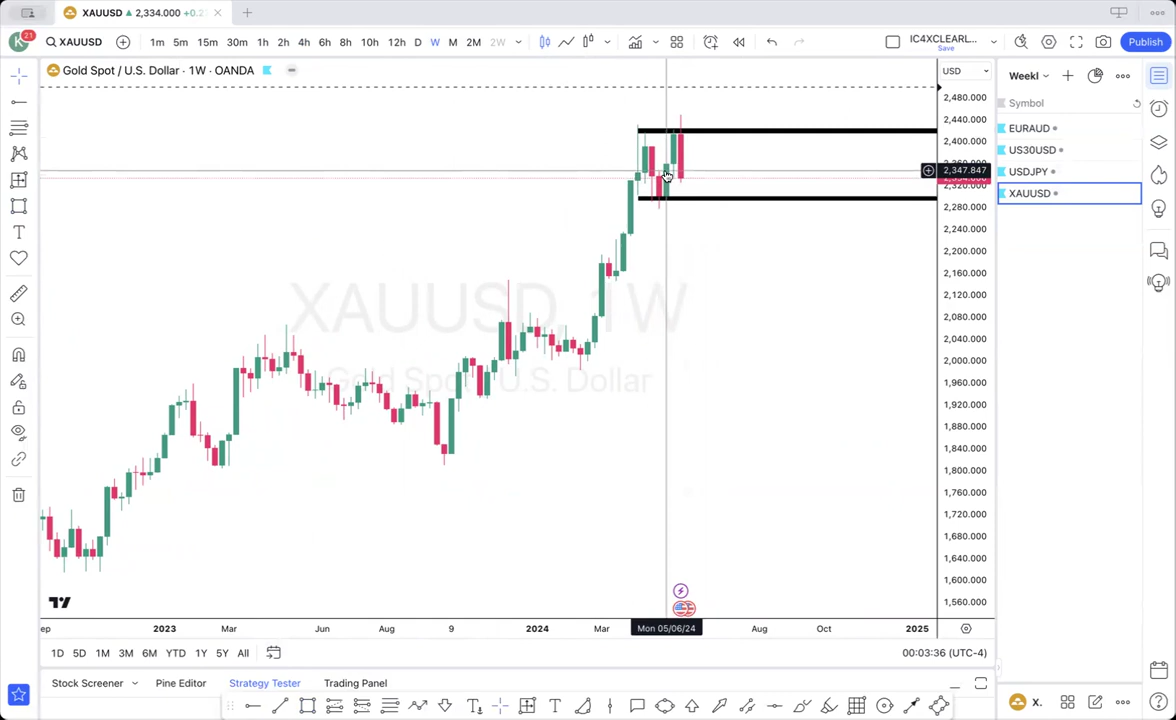 XAUUSD ▲ 2,334.000 +0.2
K
21
XAUUSD
1m 5m 15m 30m 1h 2h 4h 6h 8h 10h 12h D W M 2M 2W
IC4XCLEARL...
Save
Publish
Gold Spot / U.S. Dollar · 1W · OANDA
USD
Weekl
Symbol
EURAUD
US30USD
USDJPY
XAUUSD
2,480.000
2,440.000
2,400.000
2,360.000
2,347.847
2,320.000
2,280.000
2,240.000
2,200.000
2,160.000
2,120.000
2,080.000
2,040.000
2,000.000
1,960.000
1,920.000
1,880.000
1,840.000
1,800.000
1,760.000
1,720.000
1,680.000
1,640.000
1,600.000
1,560.000
XAUUSD, 1W
Gold Spot / U.S. Dollar
ep 2023 Mar Jun Aug 9 2024 Mar Mon 05/06/24 Aug Oct 2025
1D 5D 1M 3M 6M YTD 1Y 5Y All
00:03:36 (UTC-4)
Stock Screener Pine Editor Strategy Tester Trading Panel
X.